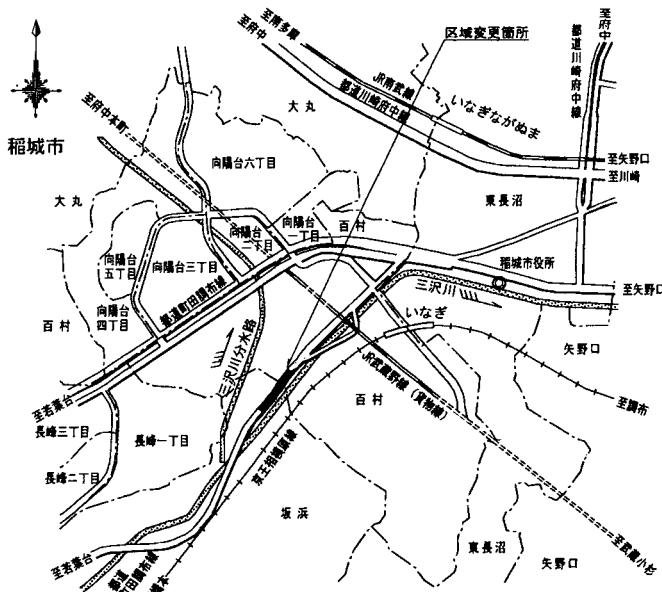 区域変更箇所
至南多摩
至府中
至府中
都道川崎府中線
JR南武線
都道川崎府中線
いなぎながぬま
大丸
至府中本町
稲城市
向陽台六丁目
至矢野口
至川崎
大丸
東長沼
向陽台
一丁目
百村
向陽台
二丁目
向陽台
五丁目
向陽台三丁目
稲城市役所
都道町田調布線
三沢川
至矢野口
向陽台
四丁目
百村
いなぎ
三沢川分水路
矢野口
JR武蔵野線（貨物線）
百村
至調布
至若葉台
長峰三丁目
長峰一丁目
京王相模原線
長峰二丁目
坂浜
至若葉台
東長沼
矢野口
至武蔵小杉
都道
町田調布線
橋本